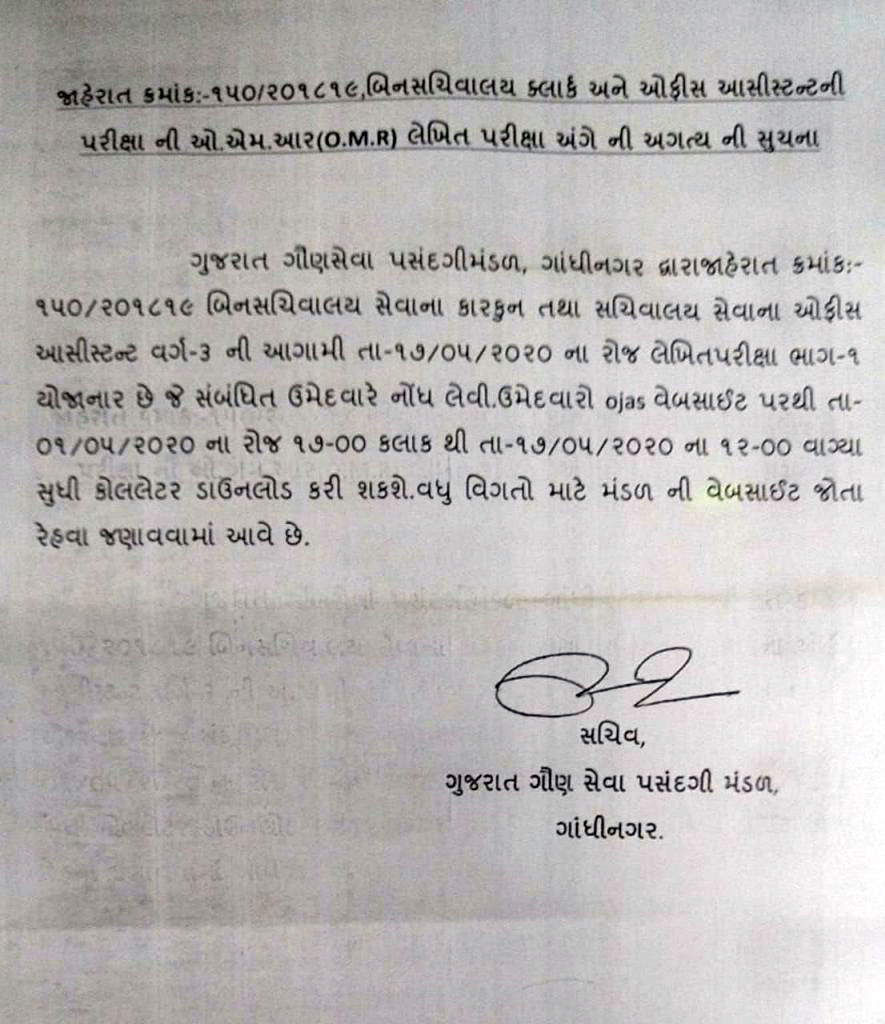 જાહેરાત ક્રમાંક:-૧૫૦/૨૦૧૮૧૯,બિનસચિવાલય ક્લાર્ક અને ઓફીસ આસીસ્ટન્ટની
પરીક્ષા ની ઓ.એમ.આર(O.M.R) લેખિત પરીક્ષા અંગે ની અગત્ય ની સુચના
ગુજરાત ગૌણસેવા પસંદગીમંડળ, ગાંધીનગર દ્વારાજાહેરાત ક્રમાંક:-
૧૫૦/૨૦૧૮૧૯ બિનસચિવાલય સેવાના કારકુન તથા સચિવાલય સેવાના ઓફીસ
આસીસ્ટન્ટ વર્ગ-૩ ની આગામી તા-૧૭/૦૫/૨૦૨૦ ના રોજ લેખિતપરીક્ષા ભાગ-૧
યોજાનાર છે જે સંબંધિત ઉમેદવારે નોંધ લેવી.ઉમેદવારો ojas વેબસાઈટ પરથી તા-
૦૧/૦૫/૨૦૨૦ ના રોજ ૧૭-૦૦ કલાક થી તા-૧૭/૦૫/૨૦૨૦ ના ૧૨-૦૦ વાગ્યા
સુધી કોલલેટર ડાઉનલોડ કરી શકશે.વધુ વિગતો માટે મંડળ ની વેબસાઈટ જોતા
રેહવા જણાવવામાં આવે છે.
સચિવ,
ગુજરાત ગૌણ સેવા પસંદગી મંડળ,
ગાંધીનગર.